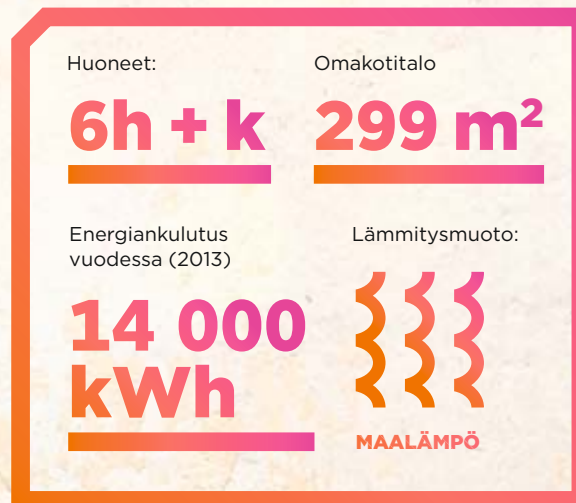 Huoneet:
6h + k
Omakotitalo
299 m²
Energiankulutus
vuodessa (2013)
14 000
kWh
Lämmitysmuoto:
MAALÄMPÖ